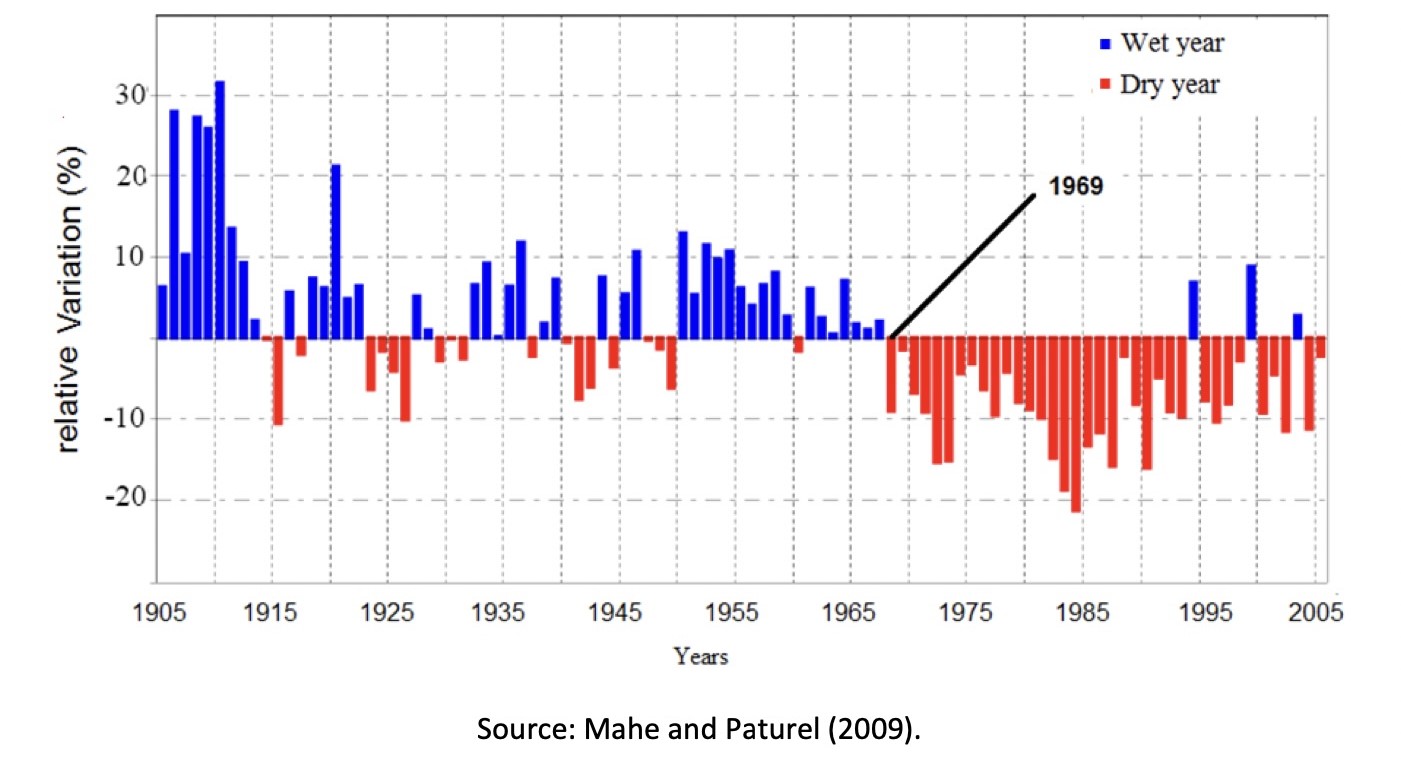 Wet year
Dry year
30
20
10
-10
-20
relative Variation (%)
1969
1905 1915 1925 1935 1945 1955 1965 1975 1985 1995 2005
Years
Source: Mahe and Paturel (2009).